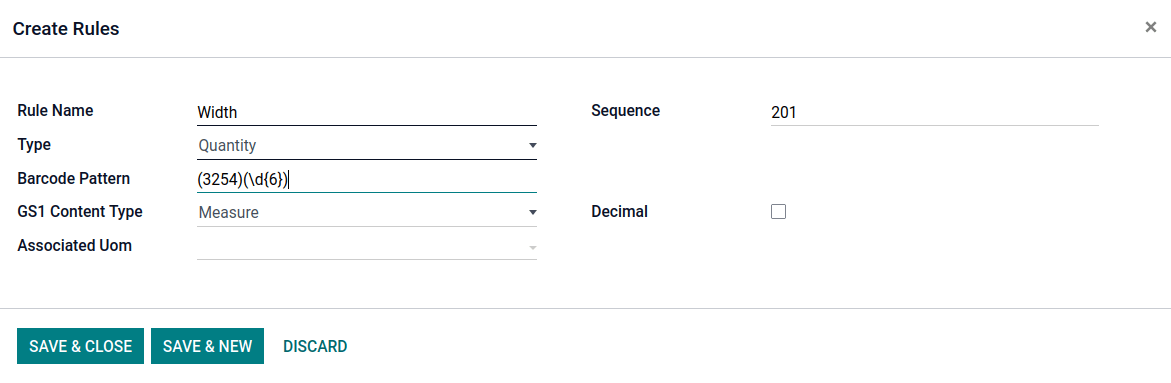 Create Rules ×
Rule Name Width Sequence 201
Type Quantity
Barcode Pattern (3254)(\d{6})
GS1 Content Type Measure Decimal
Associated Uom
SAVE & CLOSE SAVE & NEW DISCARD